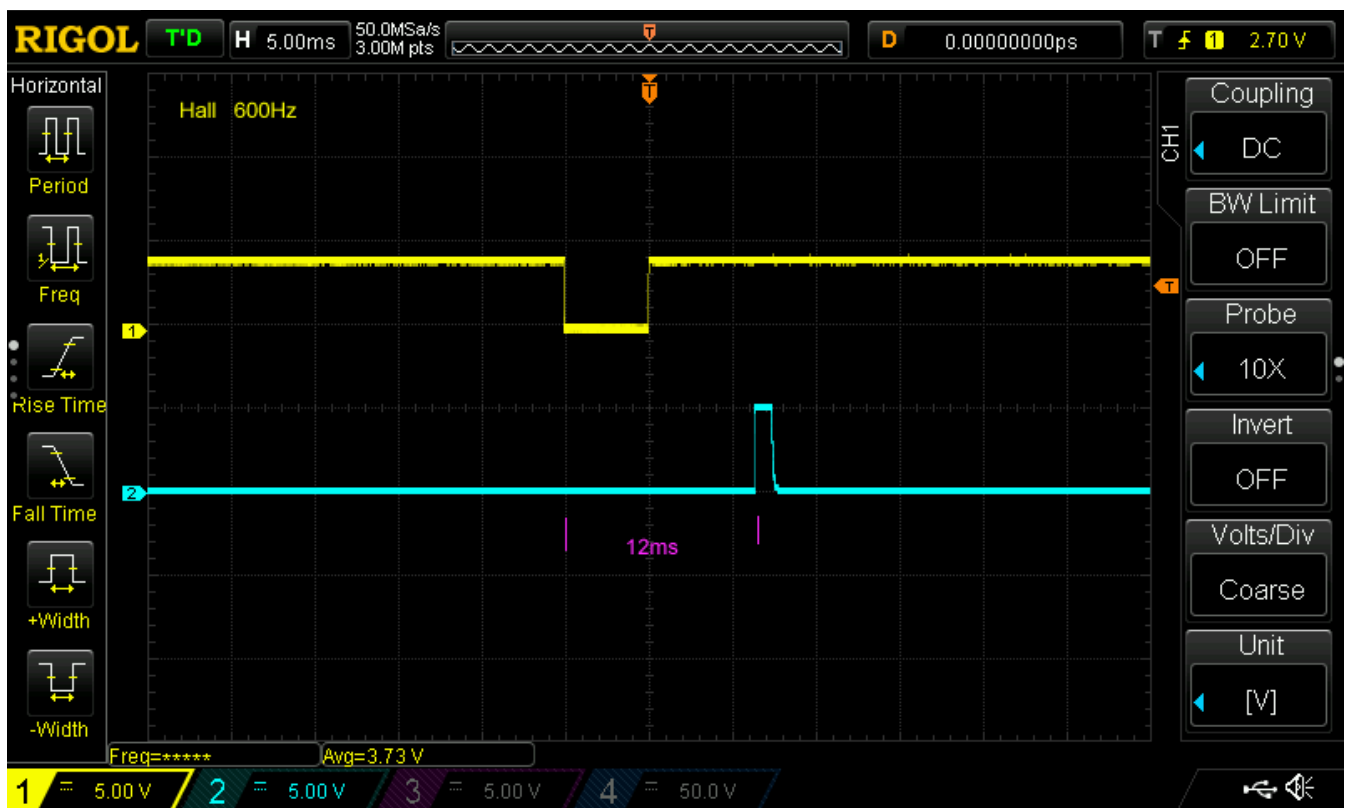 RIGOL T'D H 5.00ms 50.0MSa/s 3.00M pts T D 0.00000000ps T 1 2.70 V
Horizontal
Period
Freq
Rise Time
Fall Time
+Width
-Width
T
Hall 600Hz
T
1
2
12ms
Freq=***** Avg=3.73 V
CH1
Coupling
DC
BW Limit
OFF
Probe
10X
Invert
OFF
Volts/Div
Coarse
Unit
[V]
1 5.00 V 2 5.00 V 3 5.00 V 4 50.0 V